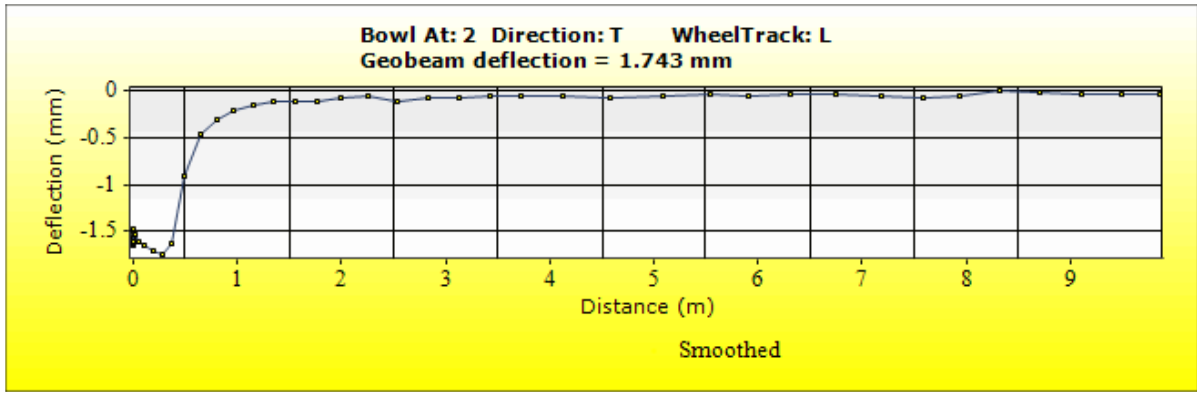 Bowl At: 2 Direction: T WheelTrack: L
Geobeam deflection = 1.743 mm
Deflection (mm)
0
-0.5
-1
-1.5
0 1 2 3 4 5 6 7 8 9
Distance (m)
Smoothed